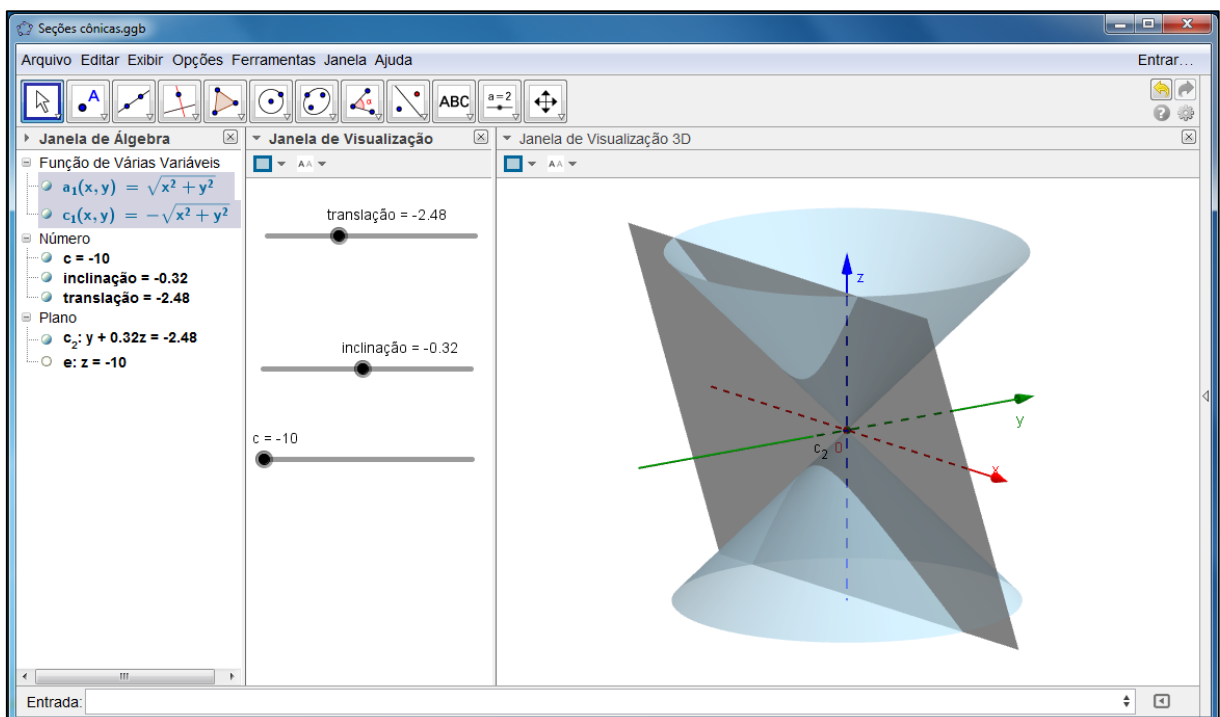 Seções cônicas.ggb
Arquivo Editar Exibir Opções Ferramentas Janela Ajuda
Entrar...
A
α
ABC
a=2
Janela de Álgebra
Função de Várias Variáveis
a₁(x, y) = √x² + y²
c₁(x, y) = -√x² + y²
Número
c = -10
inclinação = -0.32
translação = -2.48
Plano
c₂: y + 0.32z = -2.48
e: z = -10
Janela de Visualização
AA
translação = -2.48
inclinação = -0.32
c = -10
Janela de Visualização 3D
AA
z
y
c₂ 0
x
Entrada: